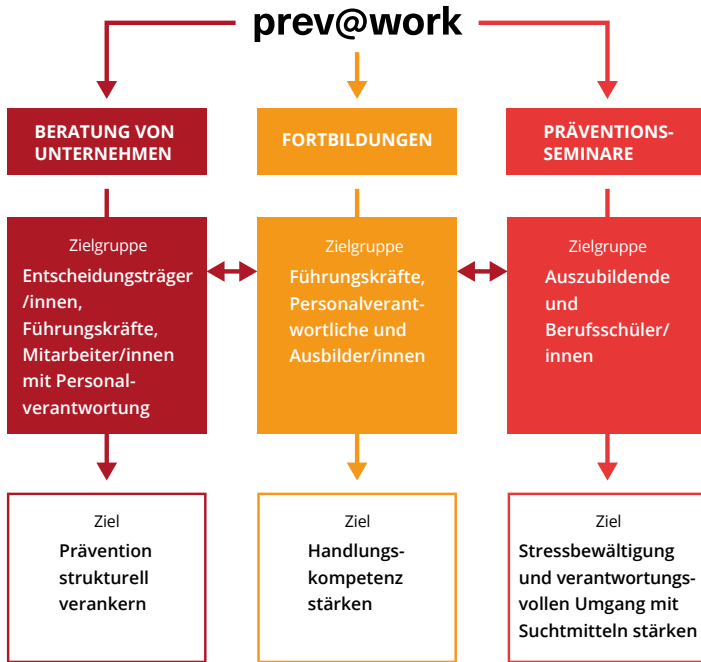 prev@work
BERATUNG VON
UNTERNEHMEN
FORTBILDUNGEN
PRÄVENTIONS-
SEMINARE
Zielgruppe
Entscheidungsträger
/innen,
Führungskräfte,
Mitarbeiter/innen
mit Personal-
verantwortung
Zielgruppe
Führungskräfte,
Personalverant-
wortliche und
Ausbilder/innen
Zielgruppe
Auszubildende
und
Berufsschüler/
innen
Ziel
Prävention
strukturell
verankern
Ziel
Handlungs-
kompetenz
stärken
Ziel
Stressbewältigung
und verantwortungs-
vollen Umgang mit
Suchtmitteln stärken